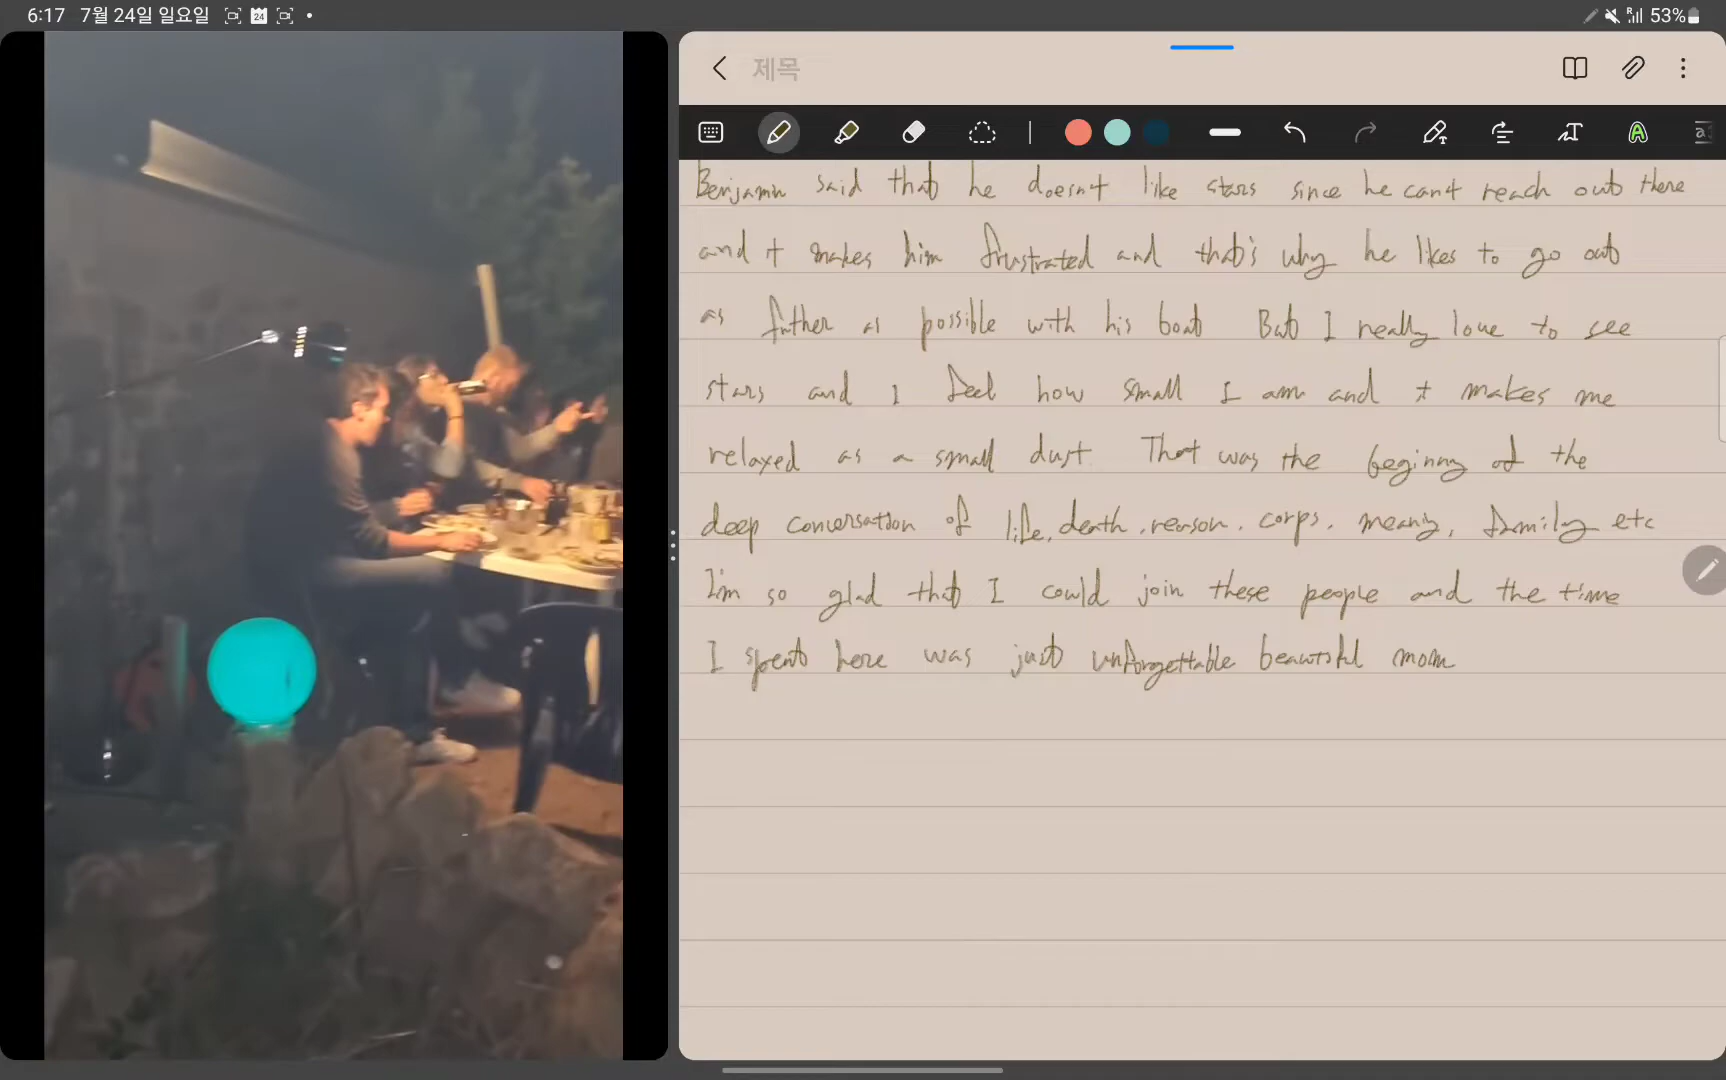 6:17 7월 24일 일요일 24 53%
제목
Benjamin said that he doesn't like stars since he can't reach out there
and it makes him frustrated and that's why he likes to go out
as futher as possible with his boat But I really love to see
stars and I feel how small I am and it makes me
relaxed as a small dust. That was the beginny of the
deep conversation of life, death, reason, corps, meany, family etc
I'm so glad that I could join these people and the time
I spent here was just unforgettable beautiful mom